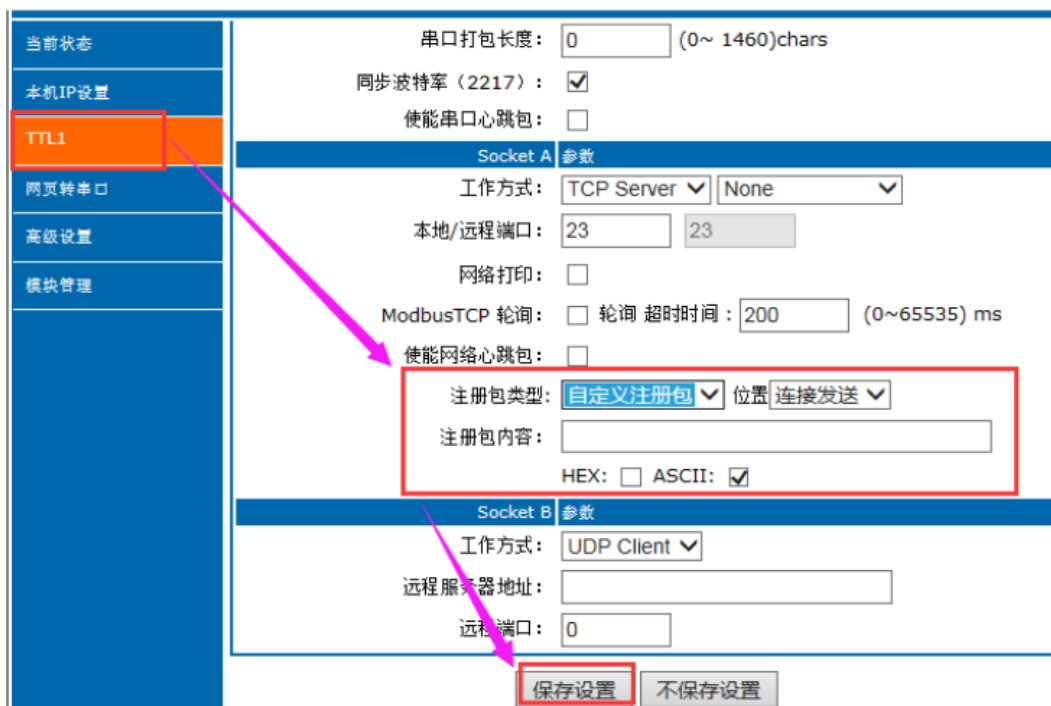 当前状态
本机IP设置
TTL1
网页转串口
高级设置
模块管理
串口打包长度： 0 (0~ 1460)chars
同步波特率（2217）：
使能串口心跳包：
Socket A 参数
工作方式： TCP Server None
本地/远程端口： 23 23
网络打印：
ModbusTCP 轮询： 轮询 超时时间： 200 (0~65535) ms
使能网络心跳包：
注册包类型: 自定义注册包 位置 连接发送
注册包内容：
HEX: ASCII:
Socket B 参数
工作方式： UDP Client
远程服务器地址：
远程端口： 0
保存设置 不保存设置